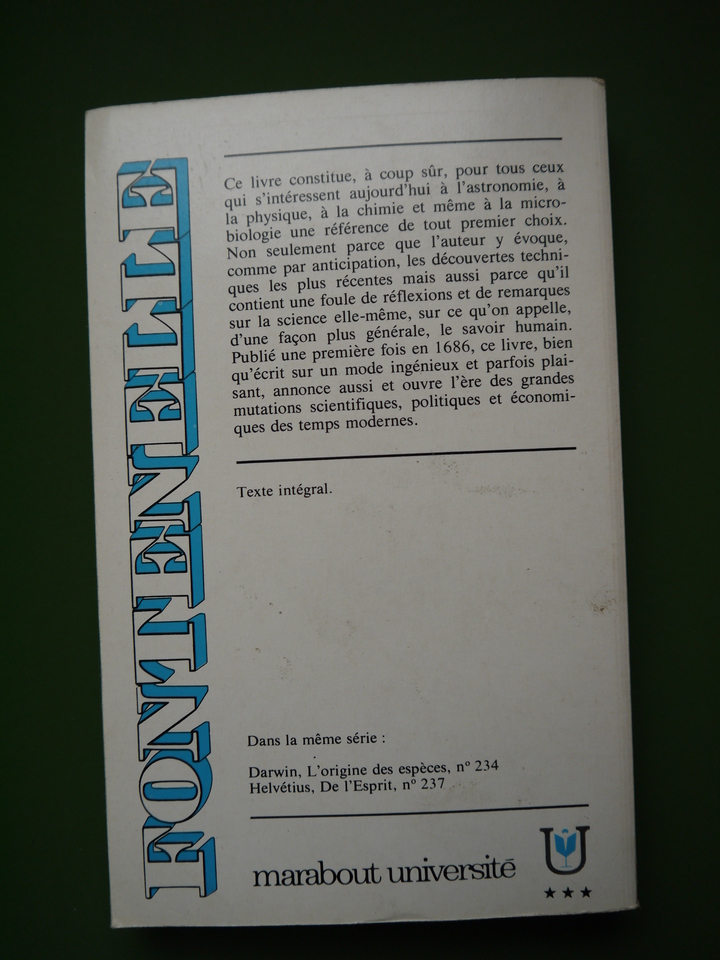 FONTENELLE
Ce livre constitue, à coup sûr, pour tous ceux
qui s'intéressent aujourd'hui à l'astronomie, à
la physique, à la chimie et même à la micro-
biologie une référence de tout premier choix.
Non seulement parce que l'auteur y évoque,
comme par anticipation, les découvertes techni-
ques les plus récentes mais aussi parce qu'il
contient une foule de réflexions et de remarques
sur la science elle-même, sur ce qu'on appelle,
d'une façon plus générale, le savoir humain.
Publié une première fois en 1686, ce livre, bien
qu'écrit sur un mode ingénieux et parfois plai-
sant, annonce aussi et ouvre l'ère des grandes
mutations scientifiques, politiques et économi-
ques des temps modernes.
Texte intégral.
Dans la même série :
Darwin, L'origine des espèces, n° 234
Helvétius, De l'Esprit, n° 237
marabout université
U
★★★